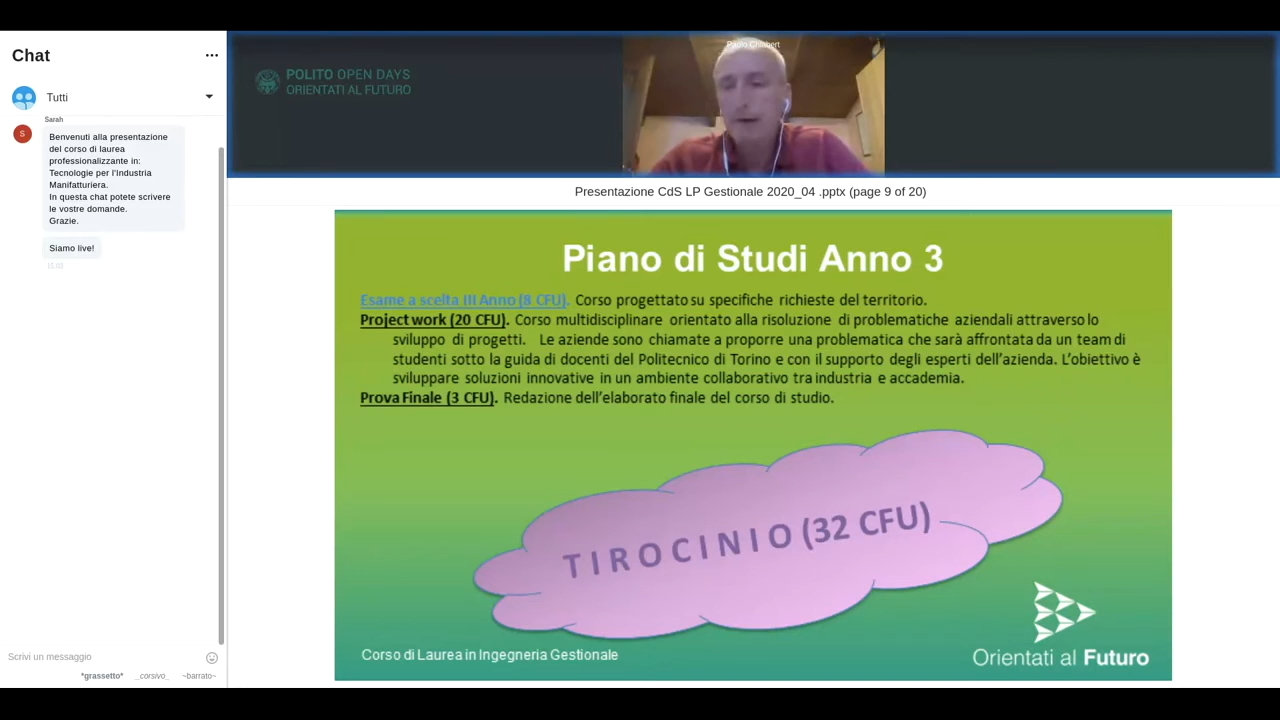 Chat
Tutti
Sarah
S
Benvenuti alla presentazione
del corso di laurea
professionalizzante in:
Tecnologie per l'Industria
Manifatturiera.
In questa chat potete scrivere
le vostre domande.
Grazie.
Siamo live!
15:03
Scrivi un messaggio
*grassetto* _corsivo_ ~barrato~
POLITO OPEN DAYS
ORIENTATI AL FUTURO
Paolo Chiabert
Presentazione CdS LP Gestionale 2020_04 .pptx (page 9 of 20)
Piano di Studi Anno 3
Esame a scelta III Anno (8 CFU). Corso progettato su specifiche richieste del territorio.
Project work (20 CFU). Corso multidisciplinare orientato alla risoluzione di problematiche aziendali attraverso lo
sviluppo di progetti. Le aziende sono chiamate a proporre una problematica che sarà affrontata da un team di
studenti sotto la guida di docenti del Politecnico di Torino e con il supporto degli esperti dell'azienda. L'obiettivo è
sviluppare soluzioni innovative in un ambiente collaborativo tra industria e accademia.
Prova Finale (3 CFU). Redazione dell'elaborato finale del corso di studio.
TIROCINIO (32 CFU)
Corso di Laurea in Ingegneria Gestionale
Orientati al Futuro